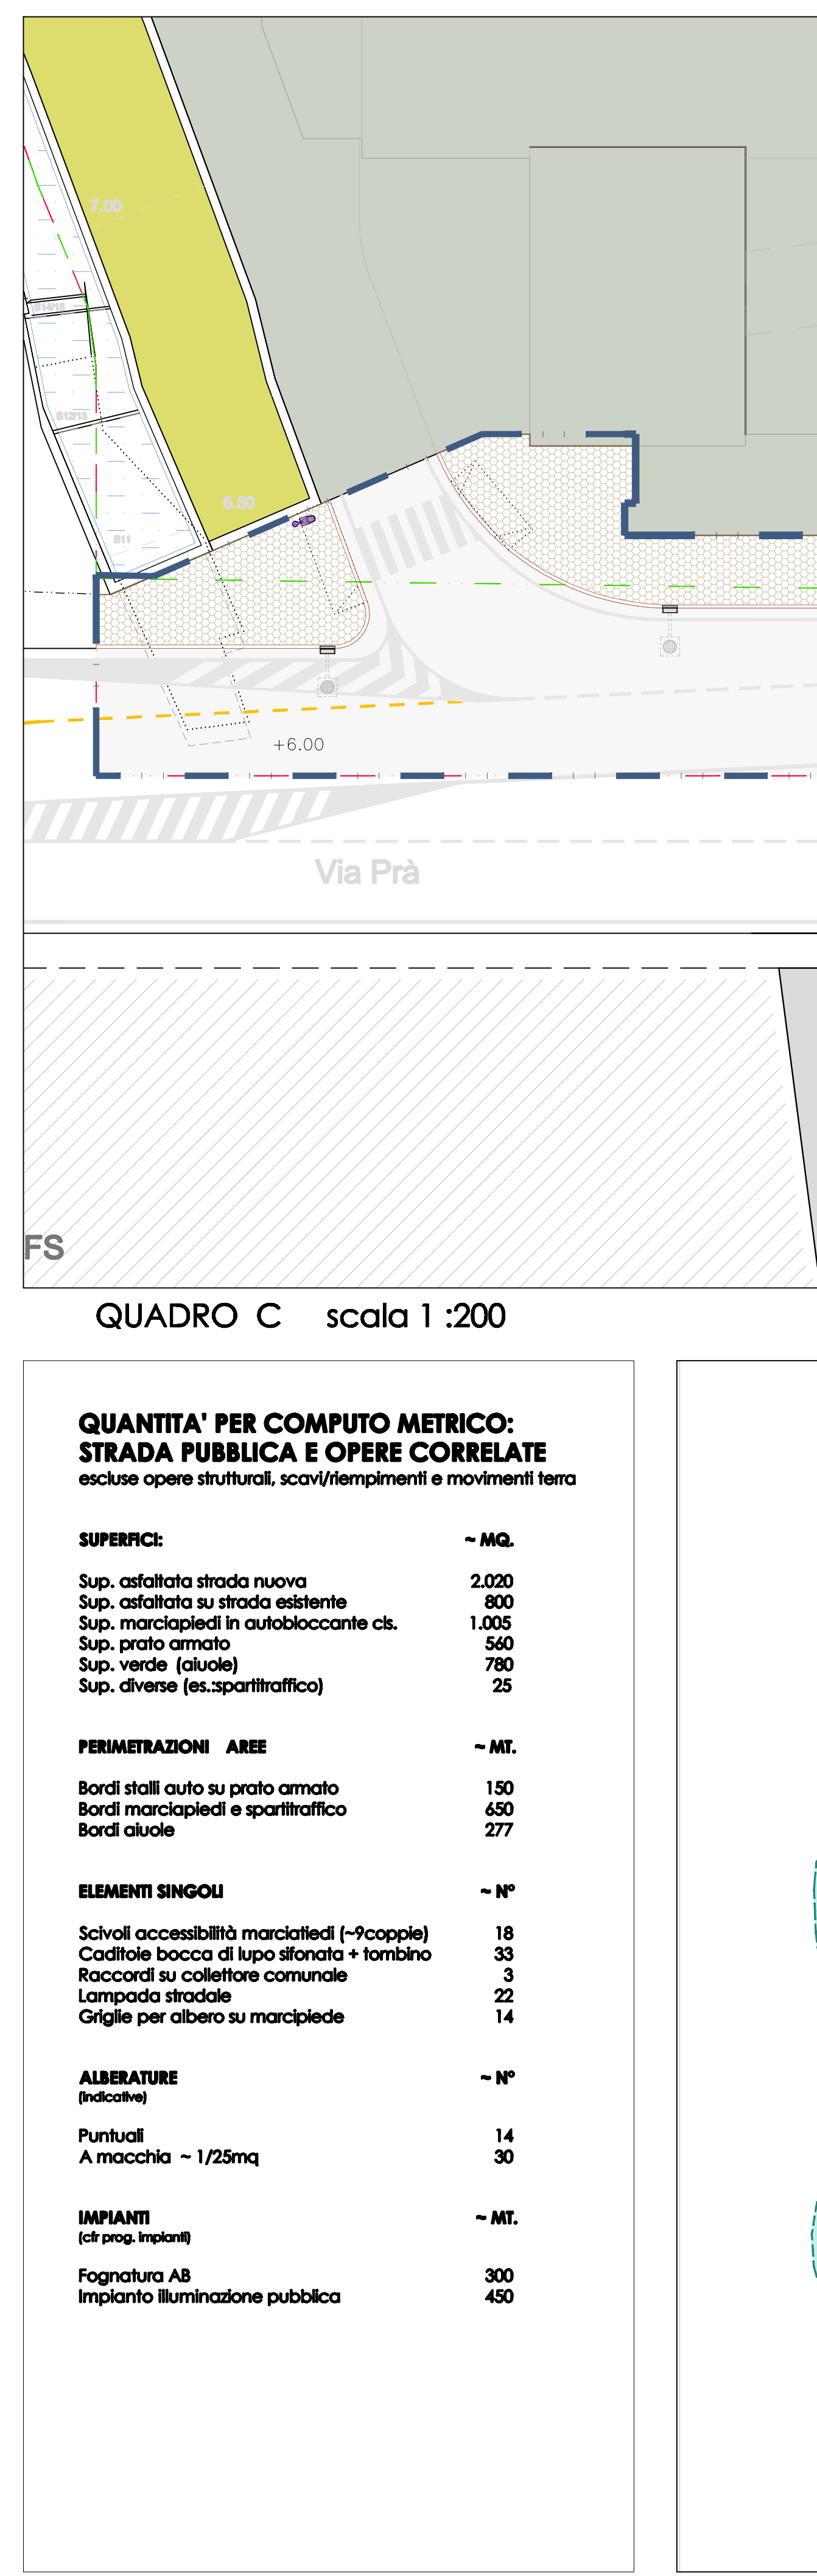 7.00
S14/15
S12/13
6.50
S11
+6.00
Via Prà
FS
QUADRO C scala 1 :200
QUANTITA' PER COMPUTO METRICO:
STRADA PUBBLICA E OPERE CORRELATE
escluse opere strutturali, scavi/riempimenti e movimenti terra
SUPERFICI: ~ MQ.
Sup. asfaltata strada nuova 2.020
Sup. asfaltata su strada esistente 800
Sup. marciapiedi in autobloccante cls. 1.005
Sup. prato armato 560
Sup. verde (aiuole) 780
Sup. diverse (es.:spartitraffico) 25
PERIMETRAZIONI AREE ~ MT.
Bordi stalli auto su prato armato 150
Bordi marciapiedi e spartitraffico 650
Bordi aiuole 277
ELEMENTI SINGOLI ~ N°
Scivoli accessibilità marciatiedi (~9coppie) 18
Caditoie bocca di lupo sifonata + tombino 33
Raccordi su collettore comunale 3
Lampada stradale 22
Griglie per albero su marcipiede 14
ALBERATURE ~ N°
(indicative)
Puntuali 14
A macchia ~ 1/25mq 30
IMPIANTI ~ MT.
(cfr prog. impianti)
Fognatura AB 300
Impianto illuminazione pubblica 450